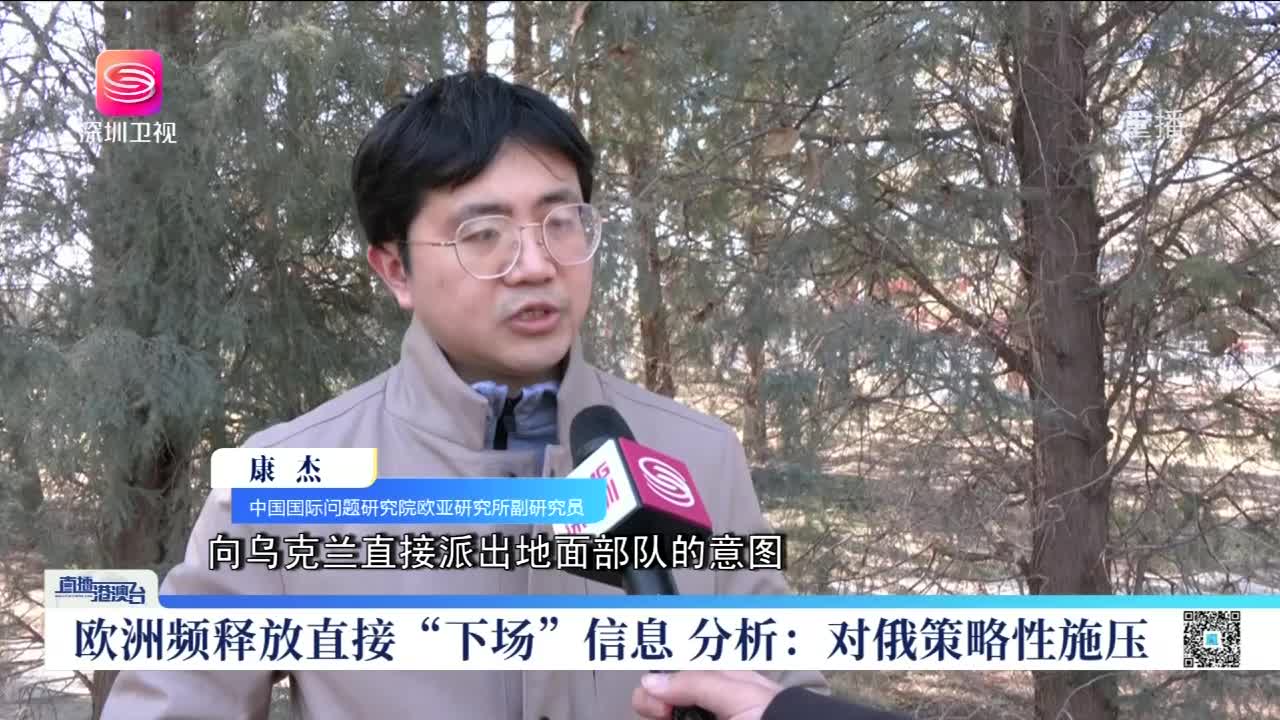 深圳卫视
直播
康杰
中国国际问题研究院欧亚研究所副研究员
向乌克兰直接派出地面部队的意图
直播港澳台
欧洲频释放直接“下场”信息 分析：对俄策略性施压